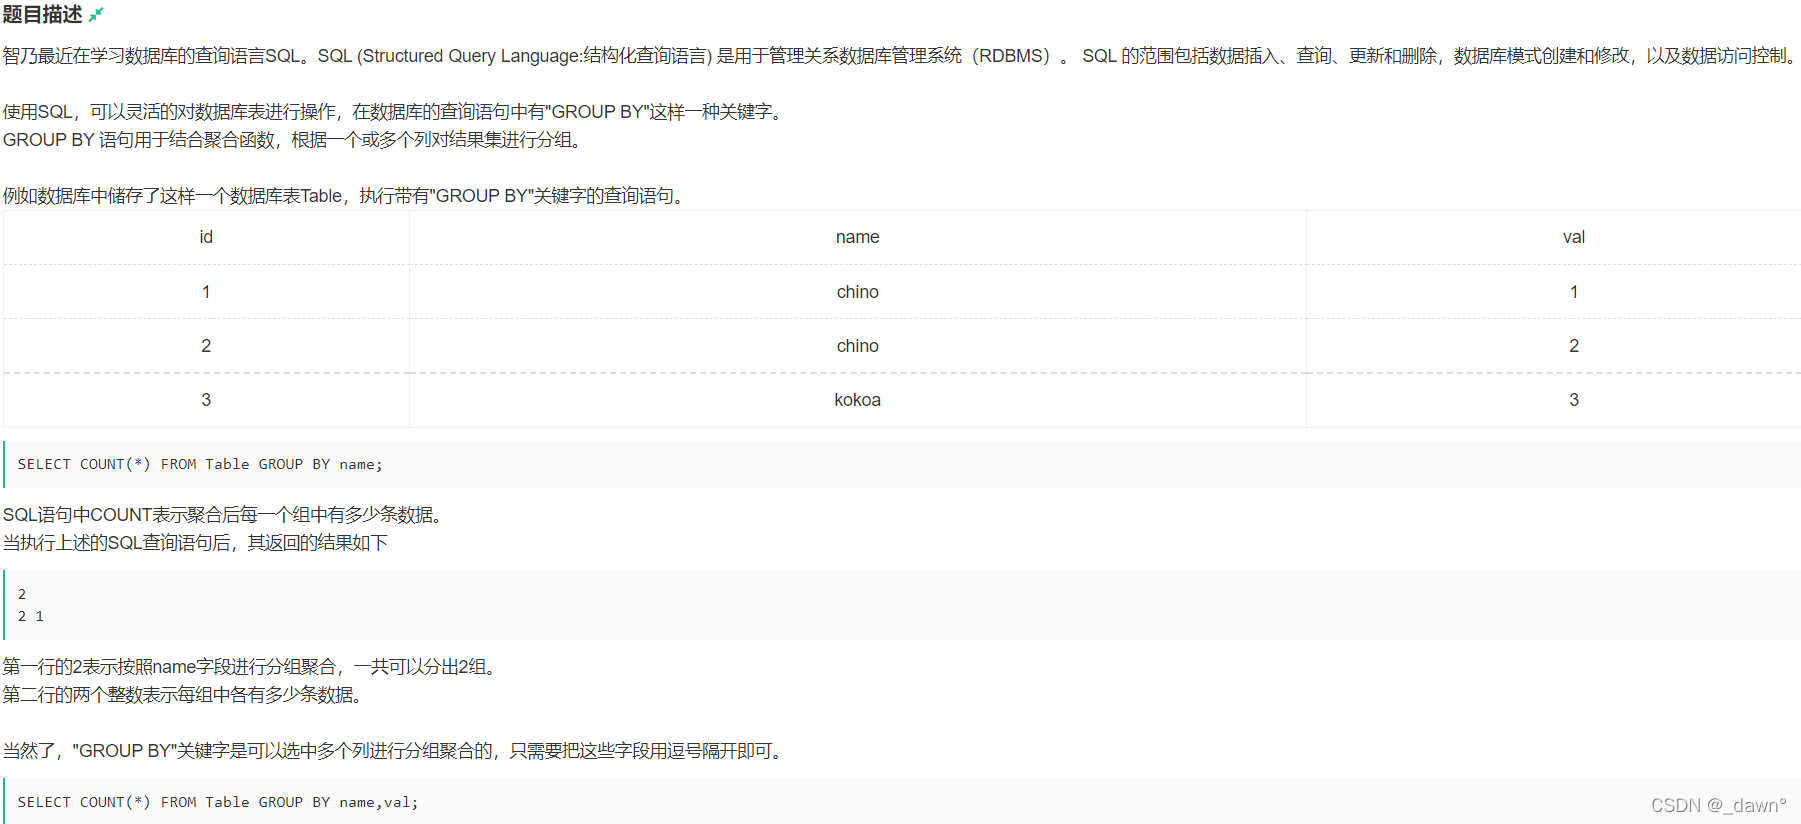 题目描述
智乃最近在学习数据库的查询语言SQL。SQL (Structured Query Language:结构化查询语言) 是用于管理关系数据库管理系统（RDBMS）。 SQL 的范围包括数据插入、查询、更新和删除，数据库模式创建和修改，以及数据访问控制。
使用SQL，可以灵活的对数据库表进行操作，在数据库的查询语句中有"GROUP BY"这样一种关键字。
GROUP BY 语句用于结合聚合函数，根据一个或多个列对结果集进行分组。
例如数据库中储存了这样一个数据库表Table，执行带有"GROUP BY"关键字的查询语句。
id name val
1 chino 1
2 chino 2
3 kokoa 3
SELECT COUNT(*) FROM Table GROUP BY name;
SQL语句中COUNT表示聚合后每一个组中有多少条数据。
当执行上述的SQL查询语句后，其返回的结果如下
2
2 1
第一行的2表示按照name字段进行分组聚合，一共可以分出2组。
第二行的两个整数表示每组中各有多少条数据。
当然了，"GROUP BY"关键字是可以选中多个列进行分组聚合的，只需要把这些字段用逗号隔开即可。
SELECT COUNT(*) FROM Table GROUP BY name,val;
CSDN @_dawn°